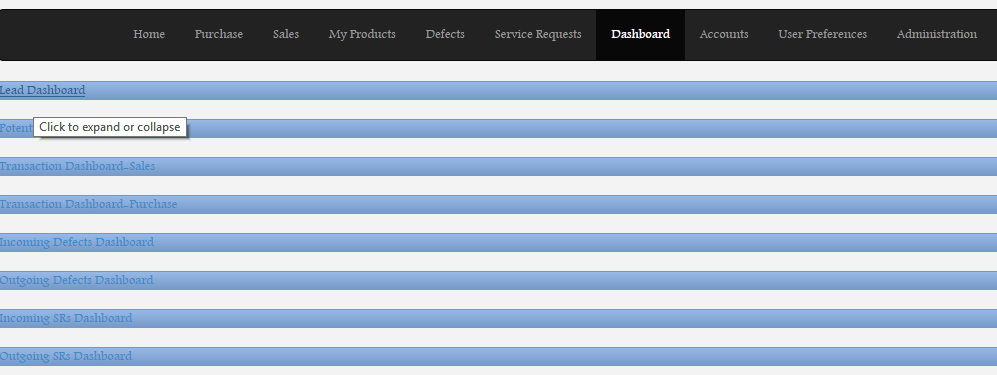 Home Purchase Sales My Products Defects Service Requests Dashboard Accounts User Preferences Administration
Lead Dashboard
Click to expand or collapse
Transaction Dashboard-Sales
Transaction Dashboard-Purchase
Incoming Defects Dashboard
Outgoing Defects Dashboard
Incoming SRs Dashboard
Outgoing SRs Dashboard